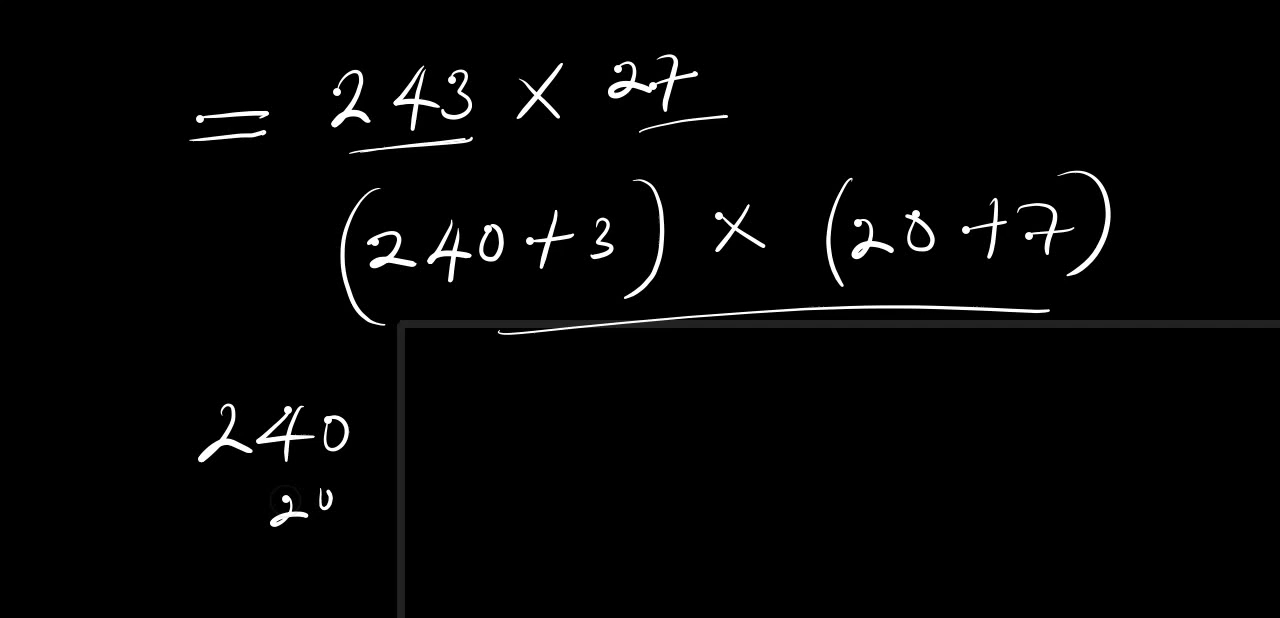 = 243 × 27
(240+3) × (20+7)
240
20